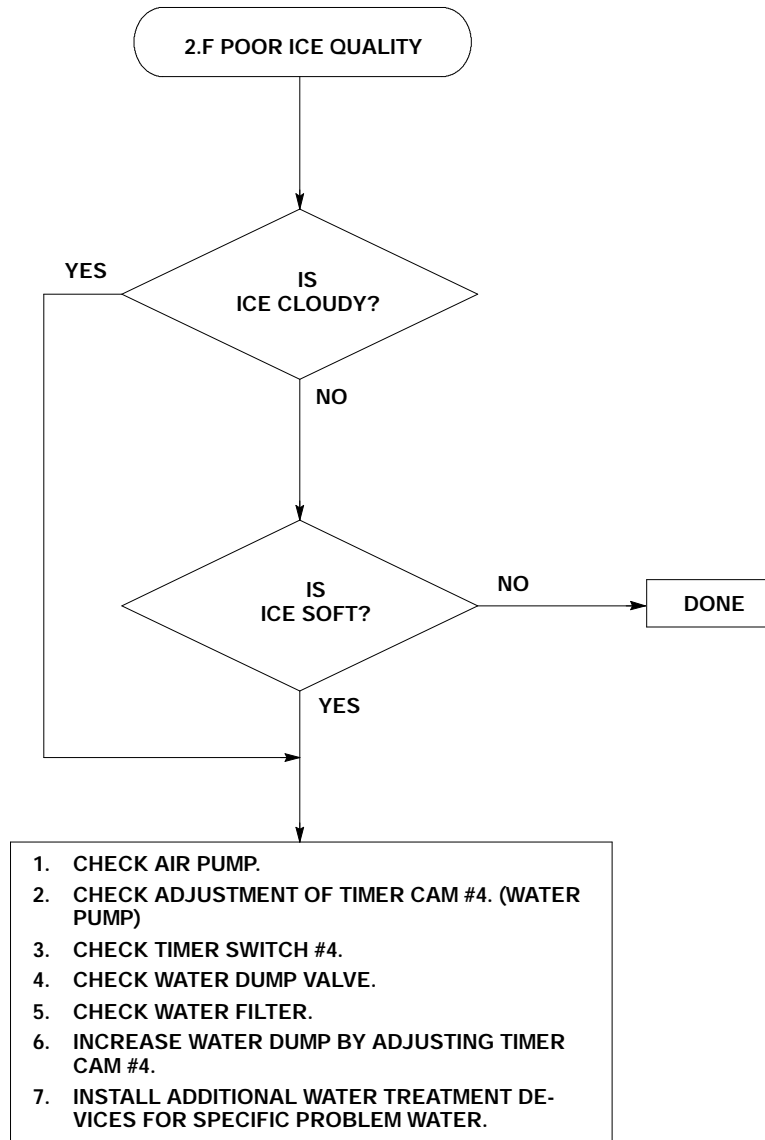 2.F POOR ICE QUALITY
YES
IS
ICE CLOUDY?
NO
IS
ICE SOFT?
NO
DONE
YES
1. CHECK AIR PUMP.
2. CHECK ADJUSTMENT OF TIMER CAM #4. (WATER
PUMP)
3. CHECK TIMER SWITCH #4.
4. CHECK WATER DUMP VALVE.
5. CHECK WATER FILTER.
6. INCREASE WATER DUMP BY ADJUSTING TIMER
CAM #4.
7. INSTALL ADDITIONAL WATER TREATMENT DE-
VICES FOR SPECIFIC PROBLEM WATER.